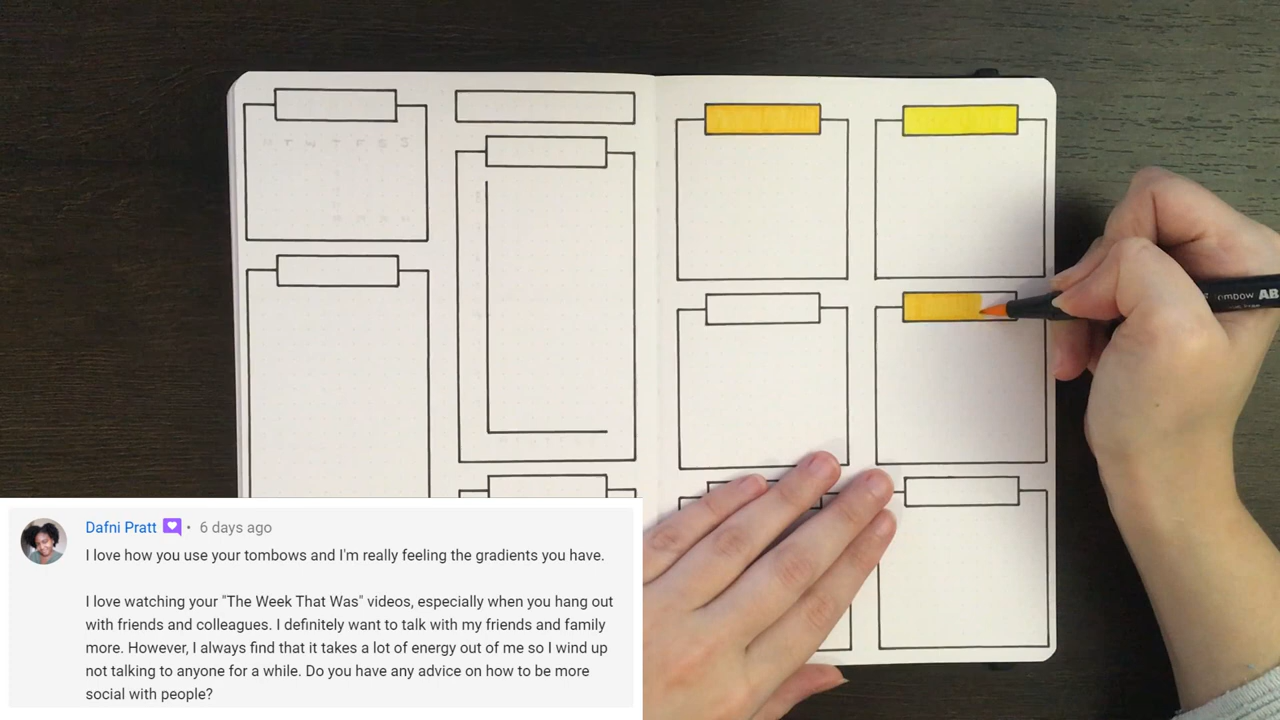 Tombow AB
Dafni Pratt • 6 days ago
I love how you use your tombows and I'm really feeling the gradients you have.
I love watching your "The Week That Was" videos, especially when you hang out
with friends and colleagues. I definitely want to talk with my friends and family
more. However, I always find that it takes a lot of energy out of me so I wind up
not talking to anyone for a while. Do you have any advice on how to be more
social with people?